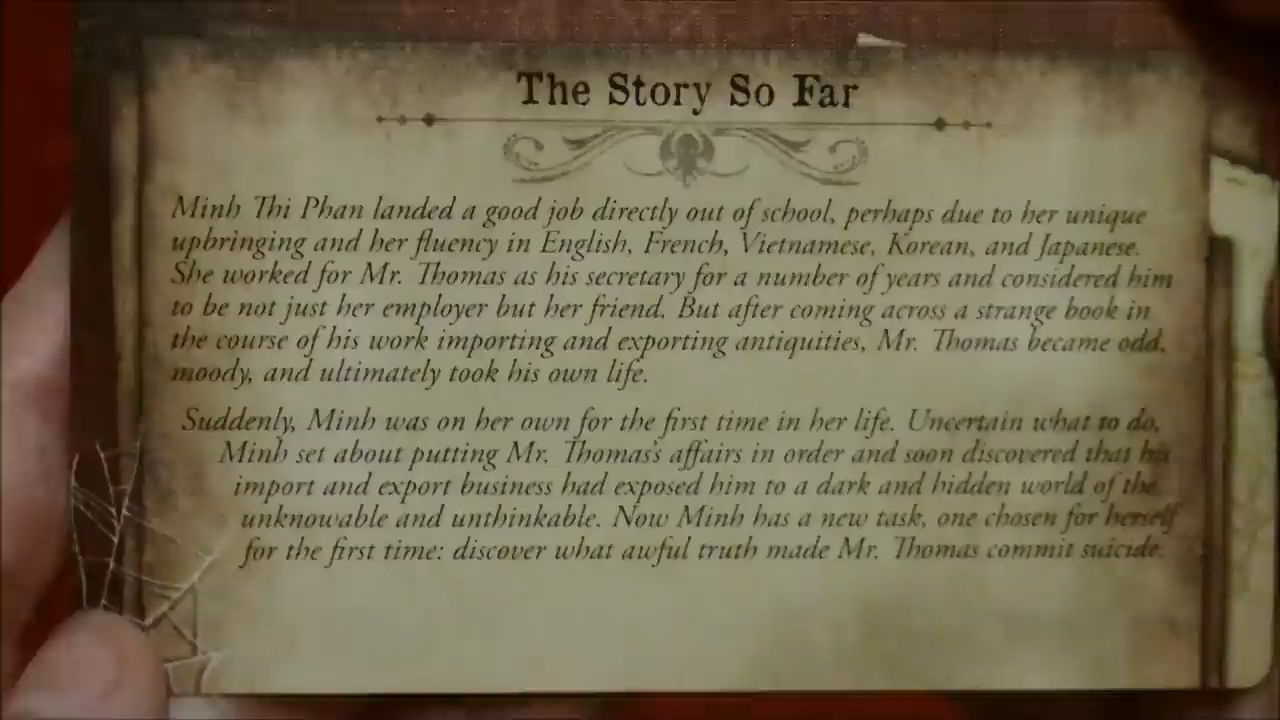 The Story So Far
Minh Thi Phan landed a good job directly out of school, perhaps due to her unique
upbringing and her fluency in English, French, Vietnamese, Korean, and Japanese.
She worked for Mr. Thomas as his secretary for a number of years and considered him
to be not just her employer but her friend. But after coming across a strange book in
the course of his work importing and exporting antiquities, Mr. Thomas became odd,
moody, and ultimately took his own life.
Suddenly, Minh was on her own for the first time in her life. Uncertain what to do,
Minh set about putting Mr. Thomas's affairs in order and soon discovered that his
import and export business had exposed him to a dark and hidden world of the
unknowable and unthinkable. Now Minh has a new task, one chosen for herself
for the first time: discover what awful truth made Mr. Thomas commit suicide.